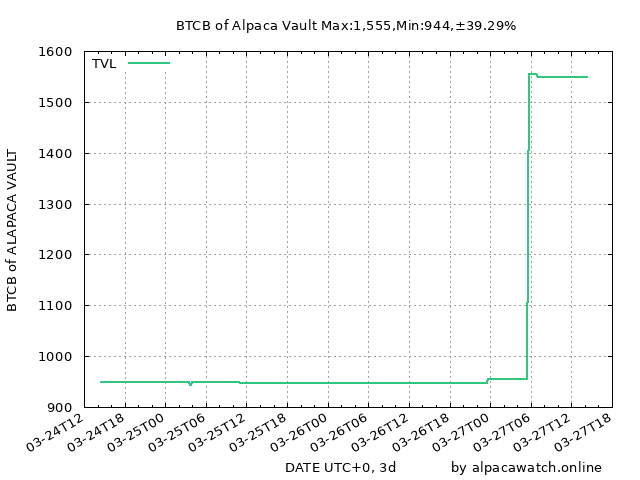 BTCB of Alpaca Vault Max:1,555,Min:944,±39.29%
TVL
1600
1500
1400
1300
1200
1100
1000
900
BTCB of ALAPACA VAULT
03-24T12
03-24T18
03-25T00
03-25T06
03-25T12
03-25T18
03-26T00
03-26T06
03-26T12
03-26T18
03-27T00
03-27T06
03-27T12
03-27T18
DATE UTC+0, 3d
by alpacawatch.online